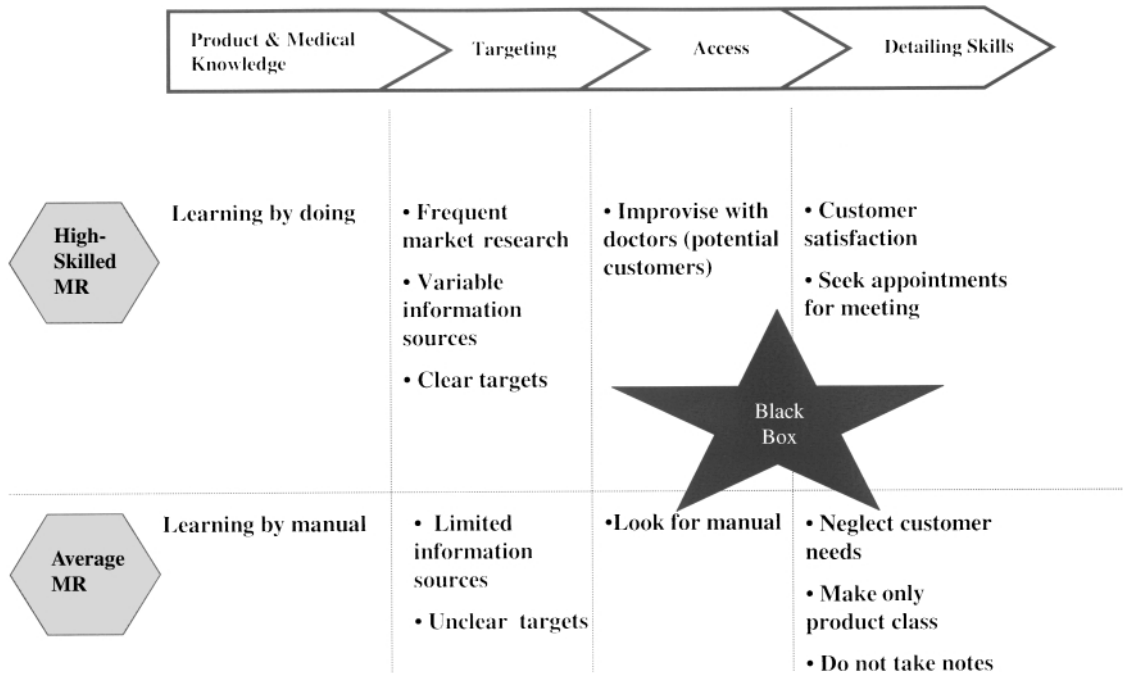 Product & Medical
Knowledge
Targeting
Access
Detailing Skills
High-
Skilled
MR
Learning by doing
• Frequent
market research
• Variable
information
sources
• Clear targets
• Improvise with
doctors (potential
customers)
• Customer
satisfaction
• Seek appointments
for meeting
Black
Box
Average
MR
Learning by manual
• Limited
information
sources
• Unclear targets
•Look for manual
• Neglect customer
needs
• Make only
product class
• Do not take notes